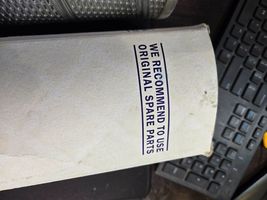 WE RECOMMEND TO USE
ORIGINAL SPARE PARTS